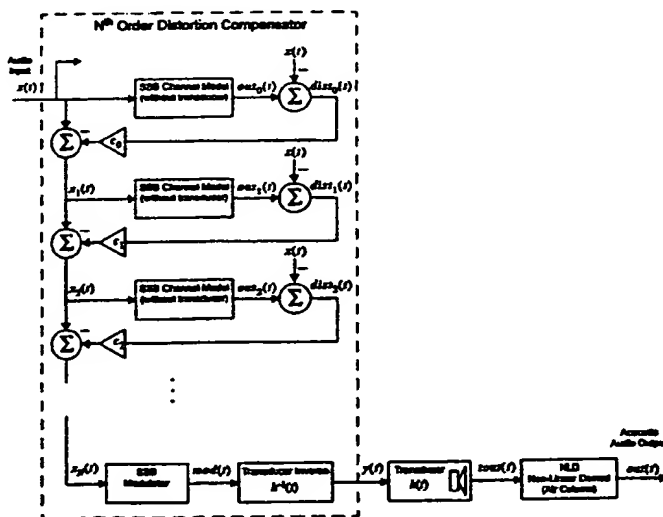 Nth Order Distortion Compensator
Audio
Input
x(t)
x(t)
SSB Channel Model
(without transducer)
out0(t)
Σ
dist0(t)
Σ
c0
x(t)
x1(t)
SSB Channel Model
(without transducer)
out1(t)
Σ
dist1(t)
Σ
c1
x(t)
x2(t)
SSB Channel Model
(without transducer)
out2(t)
Σ
dist2(t)
Σ
c2
xN(t)
SSB
Modulator
mod(t)
Transducer Inverse
h-1(t)
y(t)
Transducer
h(t)
tout(t)
NLD
Non-Linear Demod
(Air Column)
Acoustic
Audio Output
out(t)